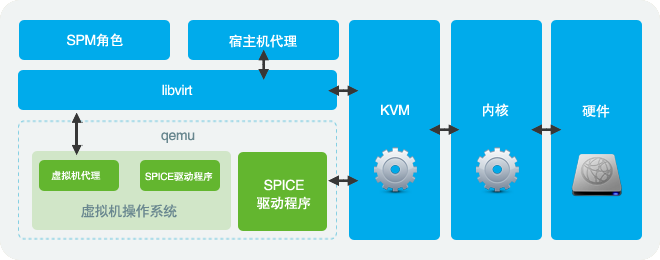 SPM角色
宿主机代理
libvirt
qemu
虚拟机代理
SPICE驱动程序
虚拟机操作系统
SPICE
驱动程序
KVM
内核
硬件